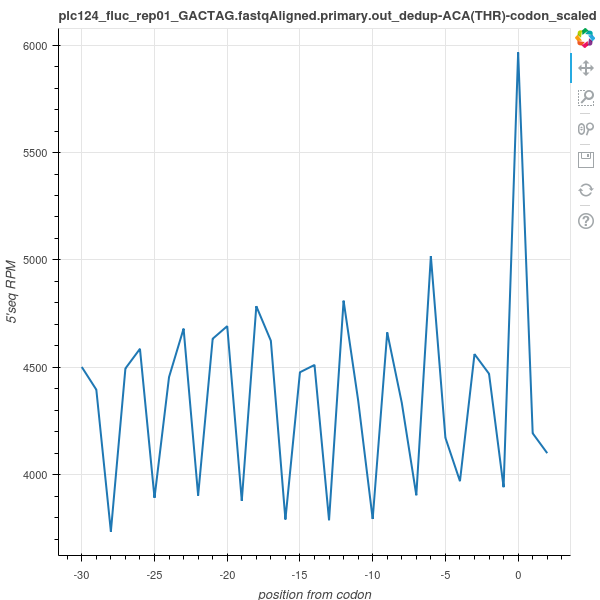 plc124_fluc_rep01_GACTAG.fastqAligned.primary.out_dedup-ACA(THR)-codon_scaled
6000
5500
5000
4500
4000
5'seq RPM
-30 -25 -20 -15 -10 -5 0
position from codon